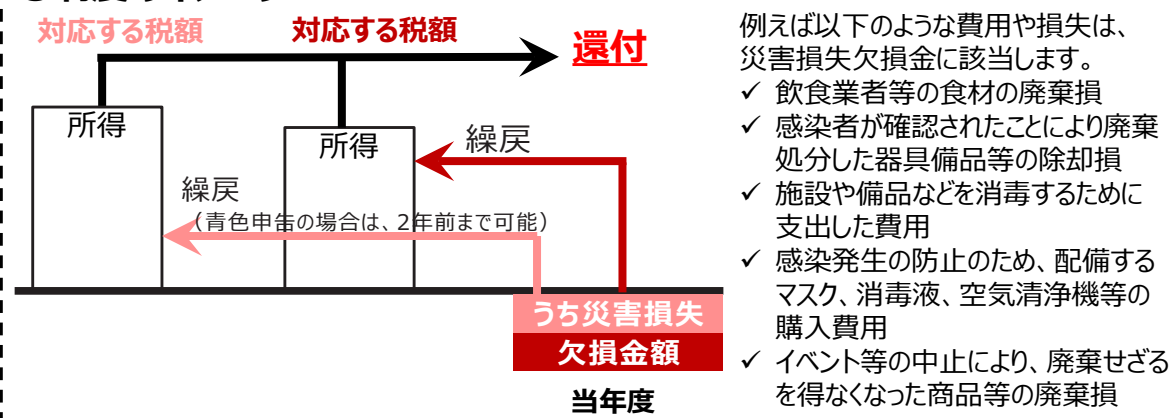 対応する税額
対応する税額
還付
所得
所得
繰戻
繰戻
（青色申告の場合は、2年前まで可能）
うち災害損失
欠損金額
当年度
例えば以下のような費用や損失は、
災害損失欠損金に該当します。
✓ 飲食業者等の食材の廃棄損
✓ 感染者が確認されたことにより廃棄
処分した器具備品等の除却損
✓ 施設や備品などを消毒するために
支出した費用
✓ 感染発生の防止のため、配備する
マスク、消毒液、空気清浄機等の
購入費用
✓ イベント等の中止により、廃棄せざる
を得なくなった商品等の廃棄損